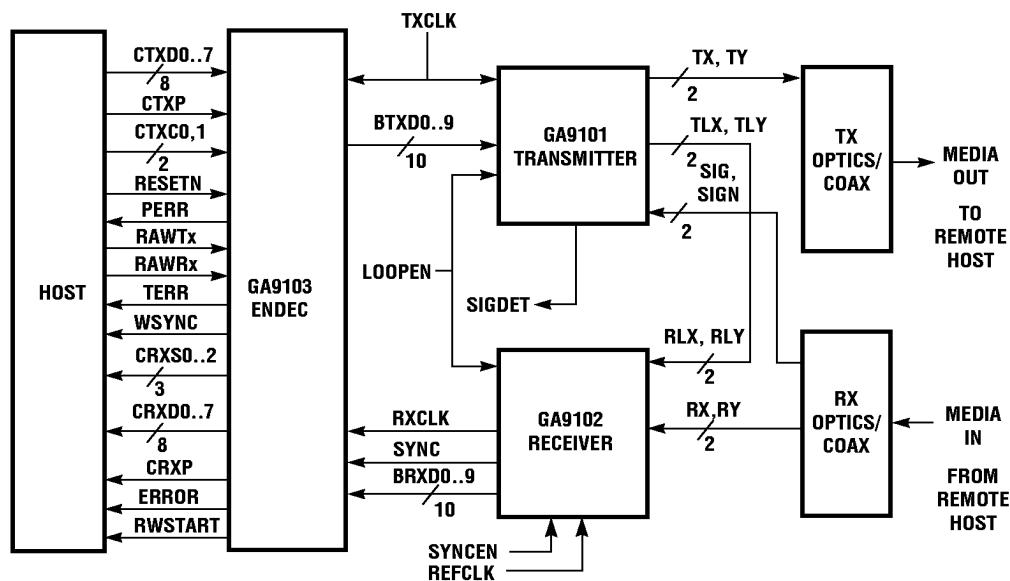 HOST
CTXD0..7
8
CTXP
CTXC0,1
2
RESETN
PERR
RAWTx
RAWRx
TERR
WSYNC
CRXS0..2
3
CRXD0..7
8
CRXP
ERROR
RWSTART
GA9103
ENDEC
TXCLK
BTXD0..9
10
LOOPEN
SIGDET
RXCLK
SYNC
BRXD0..9
10
GA9101
TRANSMITTER
GA9102
RECEIVER
SYNCEN
REFCLK
TX, TY
2
TLX, TLY
2
SIG,
SIGN
2
RLX, RLY
2
RX,RY
2
TX
OPTICS/
COAX
MEDIA
OUT
TO
REMOTE
HOST
RX
OPTICS/
COAX
MEDIA
IN
FROM
REMOTE
HOST